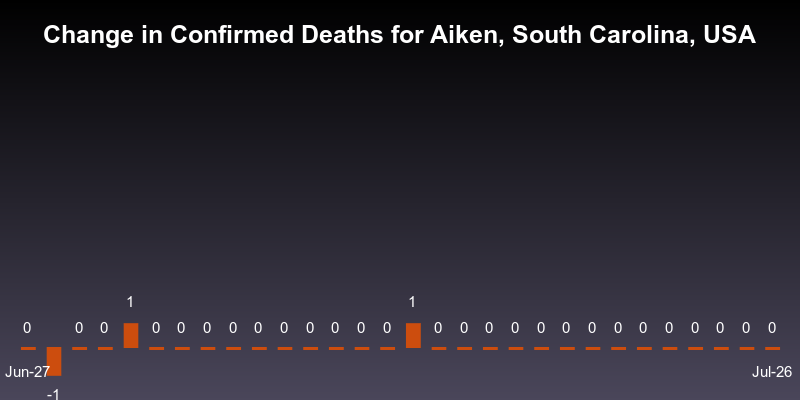 Change in Confirmed Deaths for Aiken, South Carolina, USA
1 1
0 0 0 0 0 0 0 0 0 0 0 0 0 0 0 0 0 0 0 0 0 0 0 0 0 0 0
Jun-27 Jul-26
-1